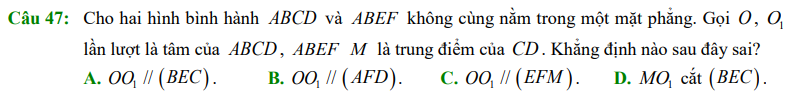 Câu 47: Cho hai hình bình hành ABCD và ABEF không cùng nằm trong một mặt phẳng. Gọi O, O₁
lần lượt là tâm của ABCD, ABEF M là trung điểm của CD. Khẳng định nào sau đây sai?
A. OO₁ // (BEC). B. OO₁ // (AFD). C. OO₁ // (EFM). D. MO₁ cắt (BEC).